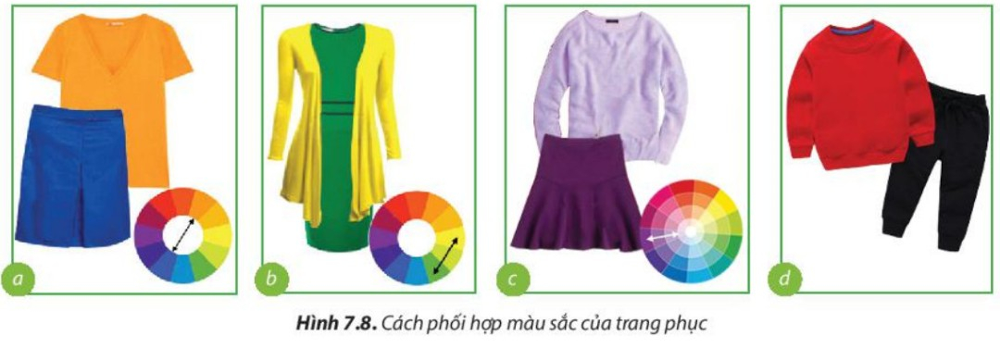 a
b
c
d
Hình 7.8. Cách phối hợp màu sắc của trang phục